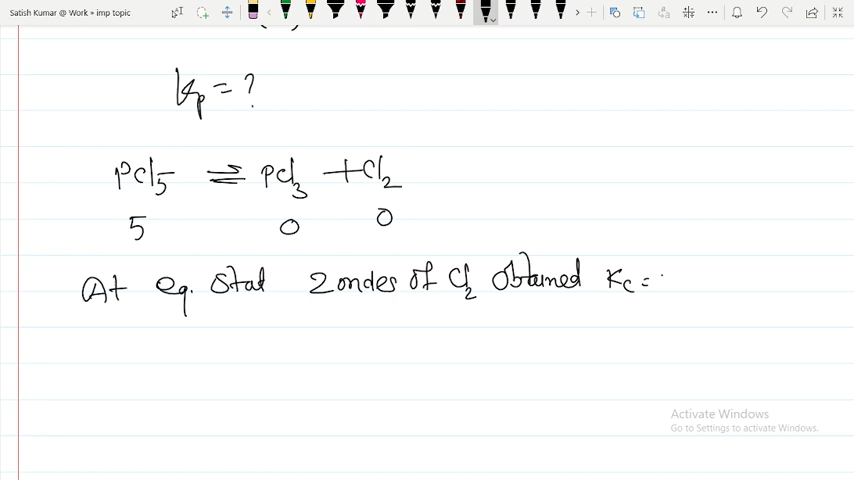 Satish Kumar @ Work » imp topic
Kp = ?
PCl5 ⇌ PCl3 + Cl2
5 0 0
At eq. Stat 2 ondes of Cl2 obtained Kc =
Activate Windows
Go to Settings to activate Windows.